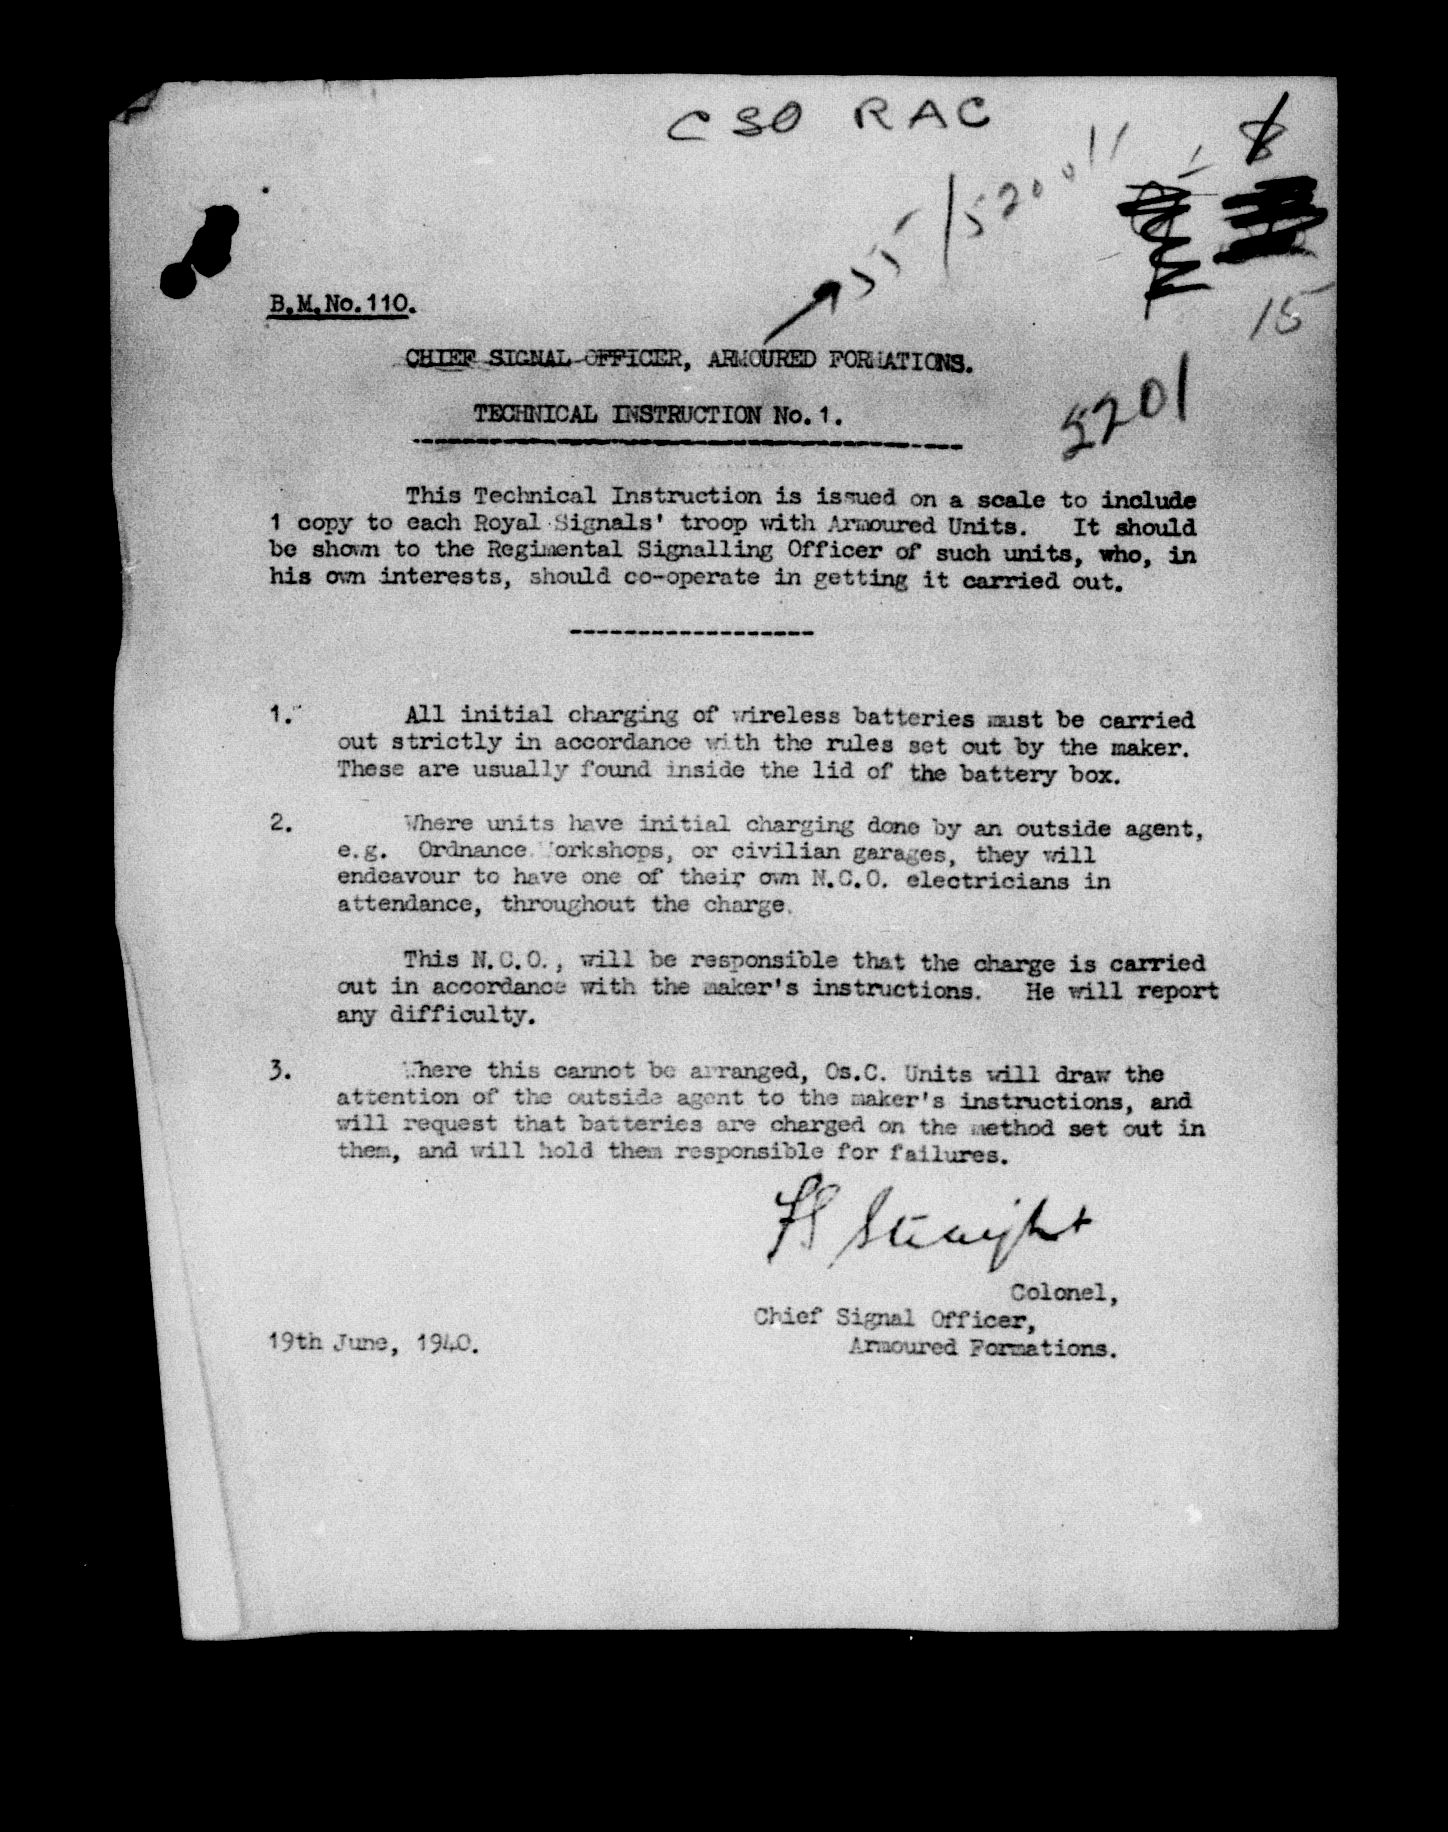 CSO RAC
8
55/5200
15
B.M.No.110.
CHIEF SIGNAL OFFICER, ARMOURED FORMATIONS.
TECHNICAL INSTRUCTION No.1.
5201
This Technical Instruction is issued on a scale to include
1 copy to each Royal Signals' troop with Armoured Units. It should
be shown to the Regimental Signalling Officer of such units, who, in
his own interests, should co-operate in getting it carried out.
1. All initial charging of wireless batteries must be carried
out strictly in accordance with the rules set out by the maker.
These are usually found inside the lid of the battery box.
2. Where units have initial charging done by an outside agent,
e.g. Ordnance Workshops, or civilian garages, they will
endeavour to have one of their own N.C.O. electricians in
attendance, throughout the charge.
This N.C.O., will be responsible that the charge is carried
out in accordance with the maker's instructions. He will report
any difficulty.
3. Where this cannot be arranged, Os.C. Units will draw the
attention of the outside agent to the maker's instructions, and
will request that batteries are charged on the method set out in
them, and will hold them responsible for failures.
Straight
Colonel,
Chief Signal Officer,
19th June, 1940. Armoured Formations.